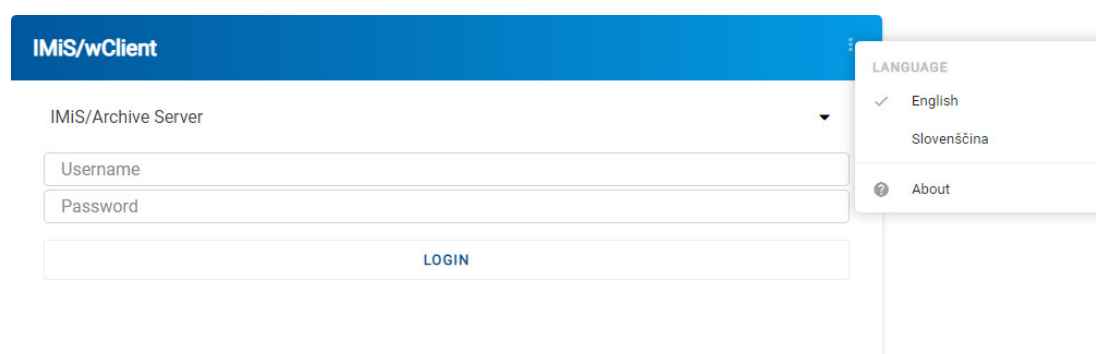 IMiS/wClient
IMiS/Archive Server
Username
Password
LOGIN
LANGUAGE
English
Slovenščina
About